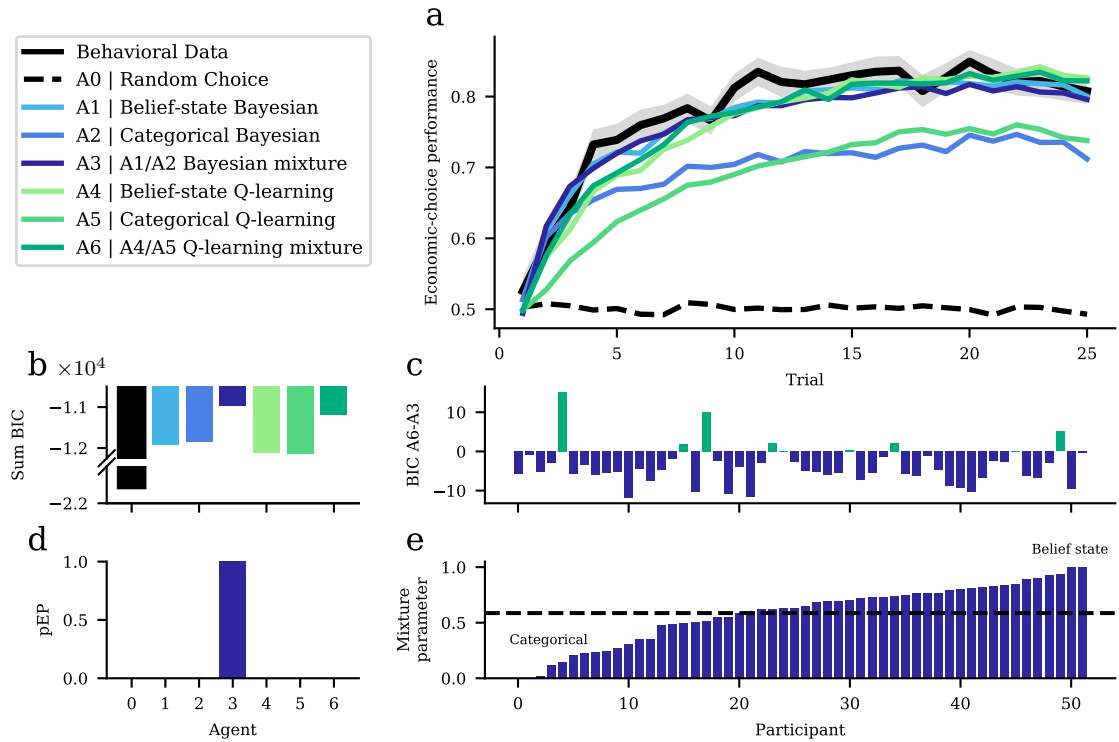 a
Behavioral Data
A0 | Random Choice
A1 | Belief-state Bayesian
A2 | Categorical Bayesian
A3 | A1/A2 Bayesian mixture
A4 | Belief-state Q-learning
A5 | Categorical Q-learning
A6 | A4/A5 Q-learning mixture
Economic-choice performance
0.8
0.7
0.6
0.5
0 5 10 15 20 25
Trial
b
×10⁴
Sum BIC
−1.1
−1.2
−2.2
c
BIC A6-A3
10
0
−10
d
pEP
1.0
0.5
0.0
0 1 2 3 4 5 6
Agent
e
Mixture
parameter
1.0
0.5
0.0
Belief state
Categorical
0 10 20 30 40 50
Participant